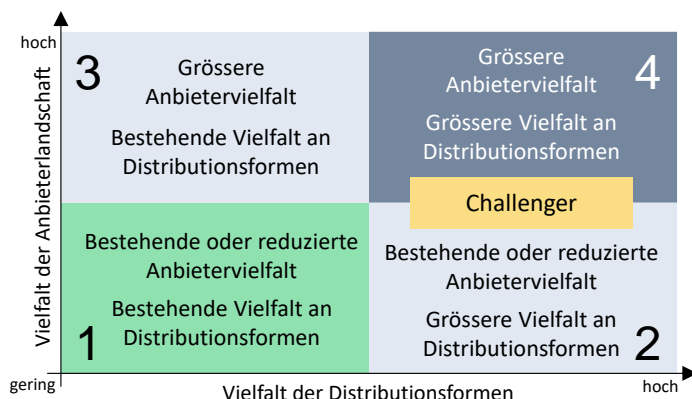 hoch
Vielfalt der Anbieterlandschaft
3
Grössere
Anbietervielfalt
Bestehende Vielfalt an
Distributionsformen
4
Grössere
Anbietervielfalt
Grössere Vielfalt an
Distributionsformen
Challenger
Bestehende oder reduzierte
Anbietervielfalt
Bestehende Vielfalt an
Distributionsformen
1
Bestehende oder reduzierte
Anbietervielfalt
Grössere Vielfalt an
Distributionsformen
2
gering
Vielfalt der Distributionsformen
hoch